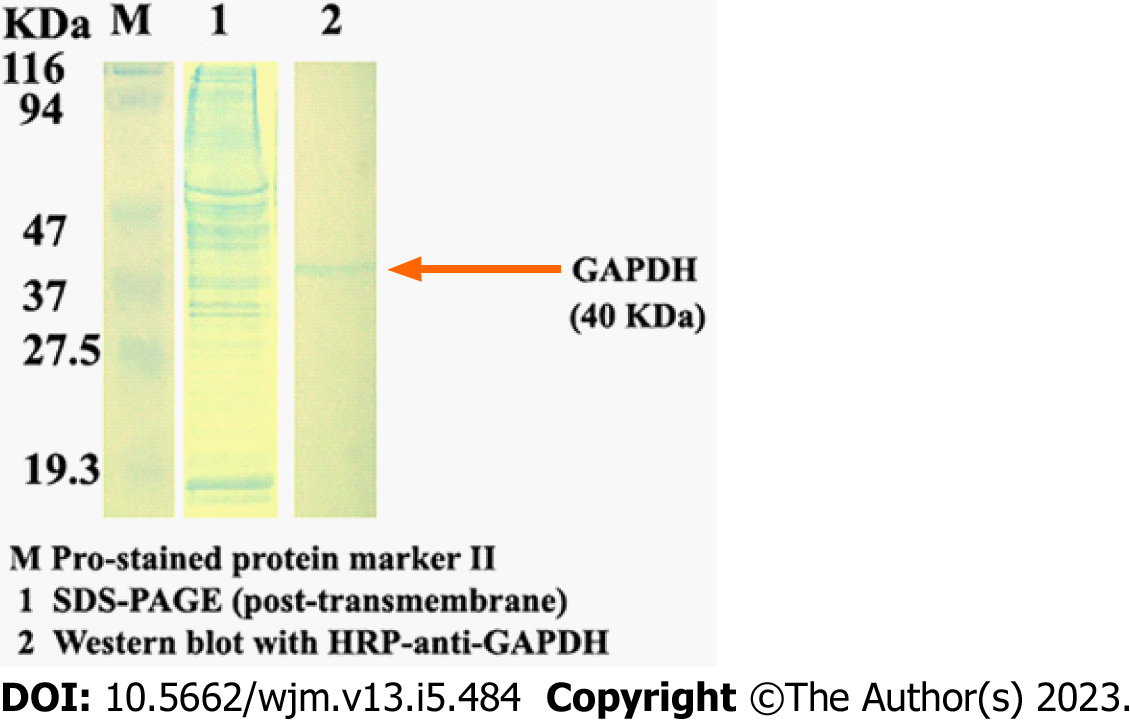 KDa M 1 2
116
94
47
37
27.5
19.3
GAPDH
(40 KDa)
M Pro-stained protein marker II
1 SDS-PAGE (post-transmembrane)
2 Western blot with HRP-anti-GAPDH
DOI: 10.5662/wjm.v13.i5.484 Copyright ©The Author(s) 2023.